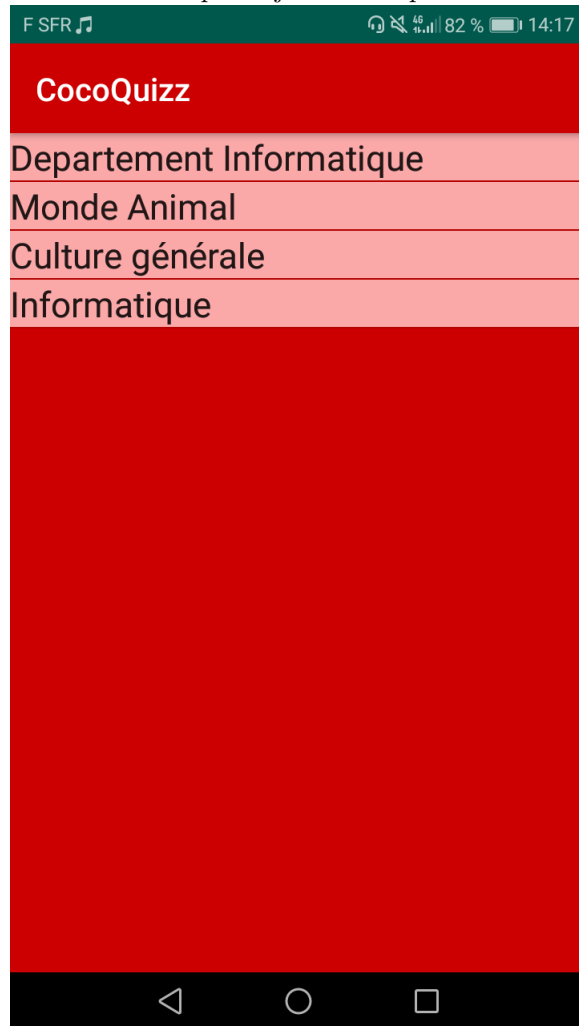 F SFR 82 % 14:17
CocoQuizz
Departement Informatique
Monde Animal
Culture générale
Informatique